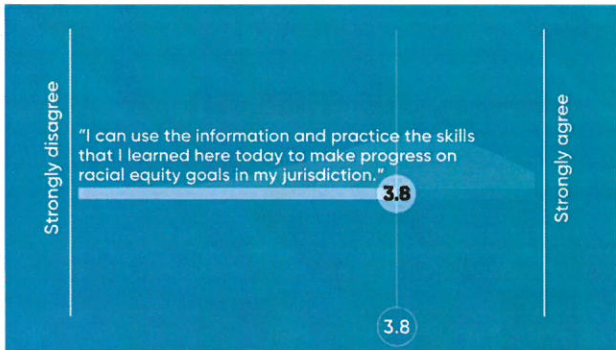 Strongly disagree
"I can use the information and practice the skills
that I learned here today to make progress on
racial equity goals in my jurisdiction."
3.8
3.8
Strongly agree